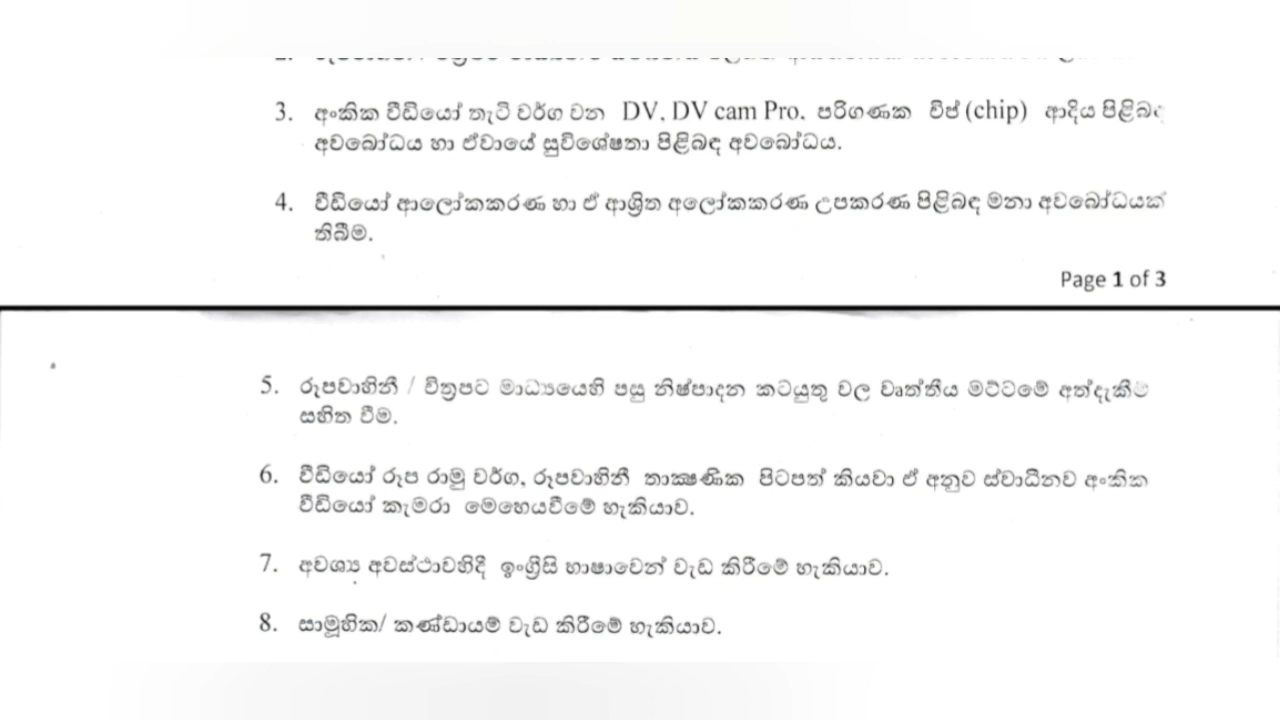 3. අංකික වීඩියෝ තැටි වර්ග වන DV, DV cam Pro, පරිගණක චිප් (chip) ආදිය පිළිබඳ
අවබෝධය හා ඒවායේ සුවිශේෂතා පිළිබඳ අවබෝධය.
4. වීඩියෝ ආලෝකකරණ හා ඒ ආශ්‍රිත අලෝකකරණ උපකරණ පිළිබඳ මනා අවබෝධයක්
තිබීම.
Page 1 of 3
5. රූපවාහිනී / චිත්‍රපට මාධ්‍යයෙහි පසු නිෂ්පාදන කටයුතු වල වෘත්තීය මට්ටමේ අත්දැකීම්
සහිත වීම.
6. වීඩියෝ රූප රාමු වර්ග, රූපවාහිනී තාක්‍ෂණික පිටපත් කියවා ඒ අනුව ස්වාධීනව අංකික
වීඩියෝ කැමරා මෙහෙයවීමේ හැකියාව.
7. අවශ්‍ය අවස්ථාවහිදී ඉංග්‍රීසි භාෂාවෙන් වැඩ කිරීමේ හැකියාව.
8. සාමූහික/ කණ්ඩායම් වැඩ කිරීමේ හැකියාව.